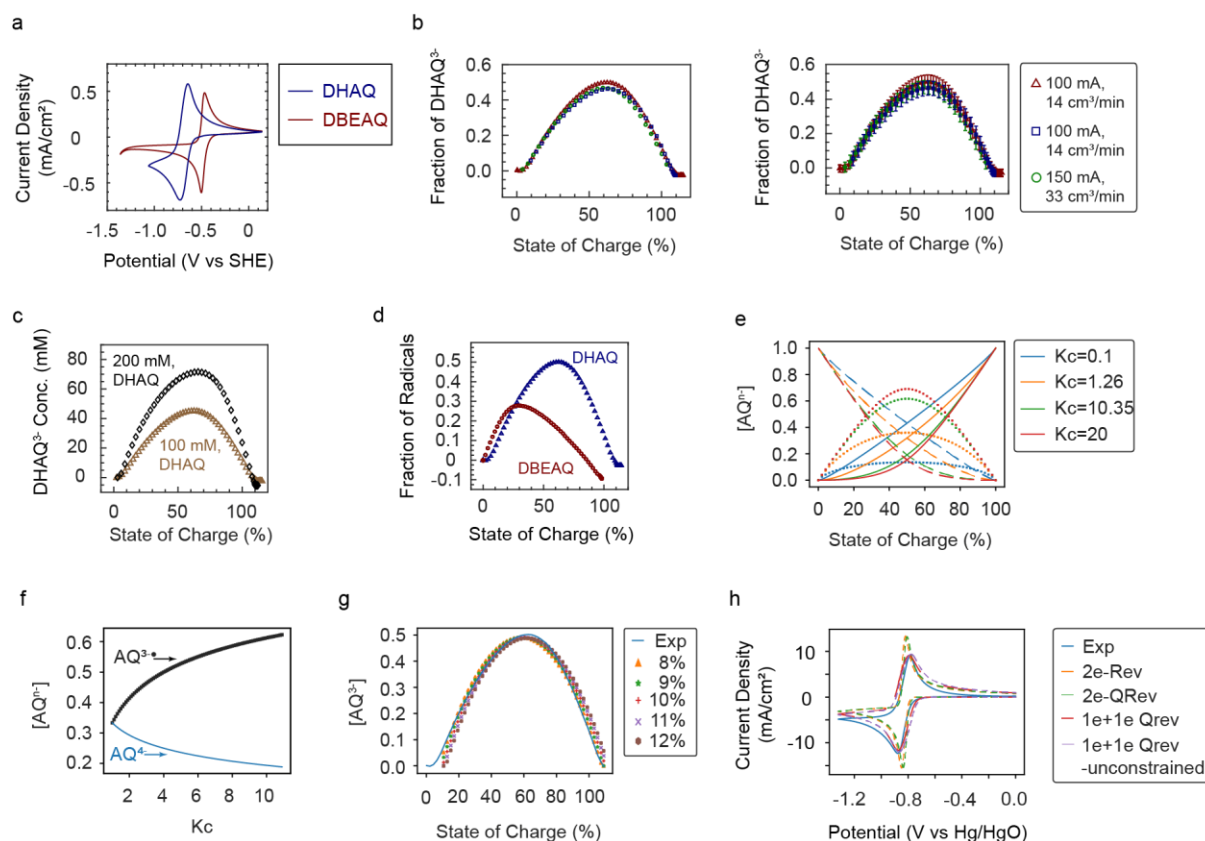 a
Current Density
(mA/cm²)
0.5
0
-0.5
-1.5
-1.0
-0.5
0
Potential (V vs SHE)
DHAQ
DBEAQ
b
Fraction of DHAQ³⁻
0.6
0.4
0.2
0.0
0
50
100
State of Charge (%)
Fraction of DHAQ³⁻
0.6
0.4
0.2
0.0
0
50
100
State of Charge (%)
100 mA,
14 cm³/min
100 mA,
14 cm³/min
150 mA,
33 cm³/min
c
DHAQ³⁻ Conc. (mM)
80
60
40
20
0
200 mM,
DHAQ
100 mM,
DHAQ
0
50
100
State of Charge (%)
d
Fraction of Radicals
0.5
0.4
0.3
0.2
0.1
0
-0.1
DHAQ
DBEAQ
0
50
100
State of Charge (%)
e
[AQⁿ⁻]
1.0
0.8
0.6
0.4
0.2
0.0
0
20
40
60
80
100
State of Charge (%)
Kc=0.1
Kc=1.26
Kc=10.35
Kc=20
f
[AQⁿ⁻]
0.6
0.5
0.4
0.3
0.2
AQ³⁻•
AQ⁴⁻
2
4
6
8
10
Kc
g
[AQ³⁻]
0.5
0.4
0.3
0.2
0.1
0.0
0
20
40
60
80
100
State of Charge (%)
Exp
8%
9%
10%
11%
12%
h
Current Density
(mA/cm²)
10
0
-10
-1.2
-0.8
-0.4
0.0
Potential (V vs Hg/HgO)
Exp
2e-Rev
2e-QRev
1e+1e Qrev
1e+1e Qrev
-unconstrained